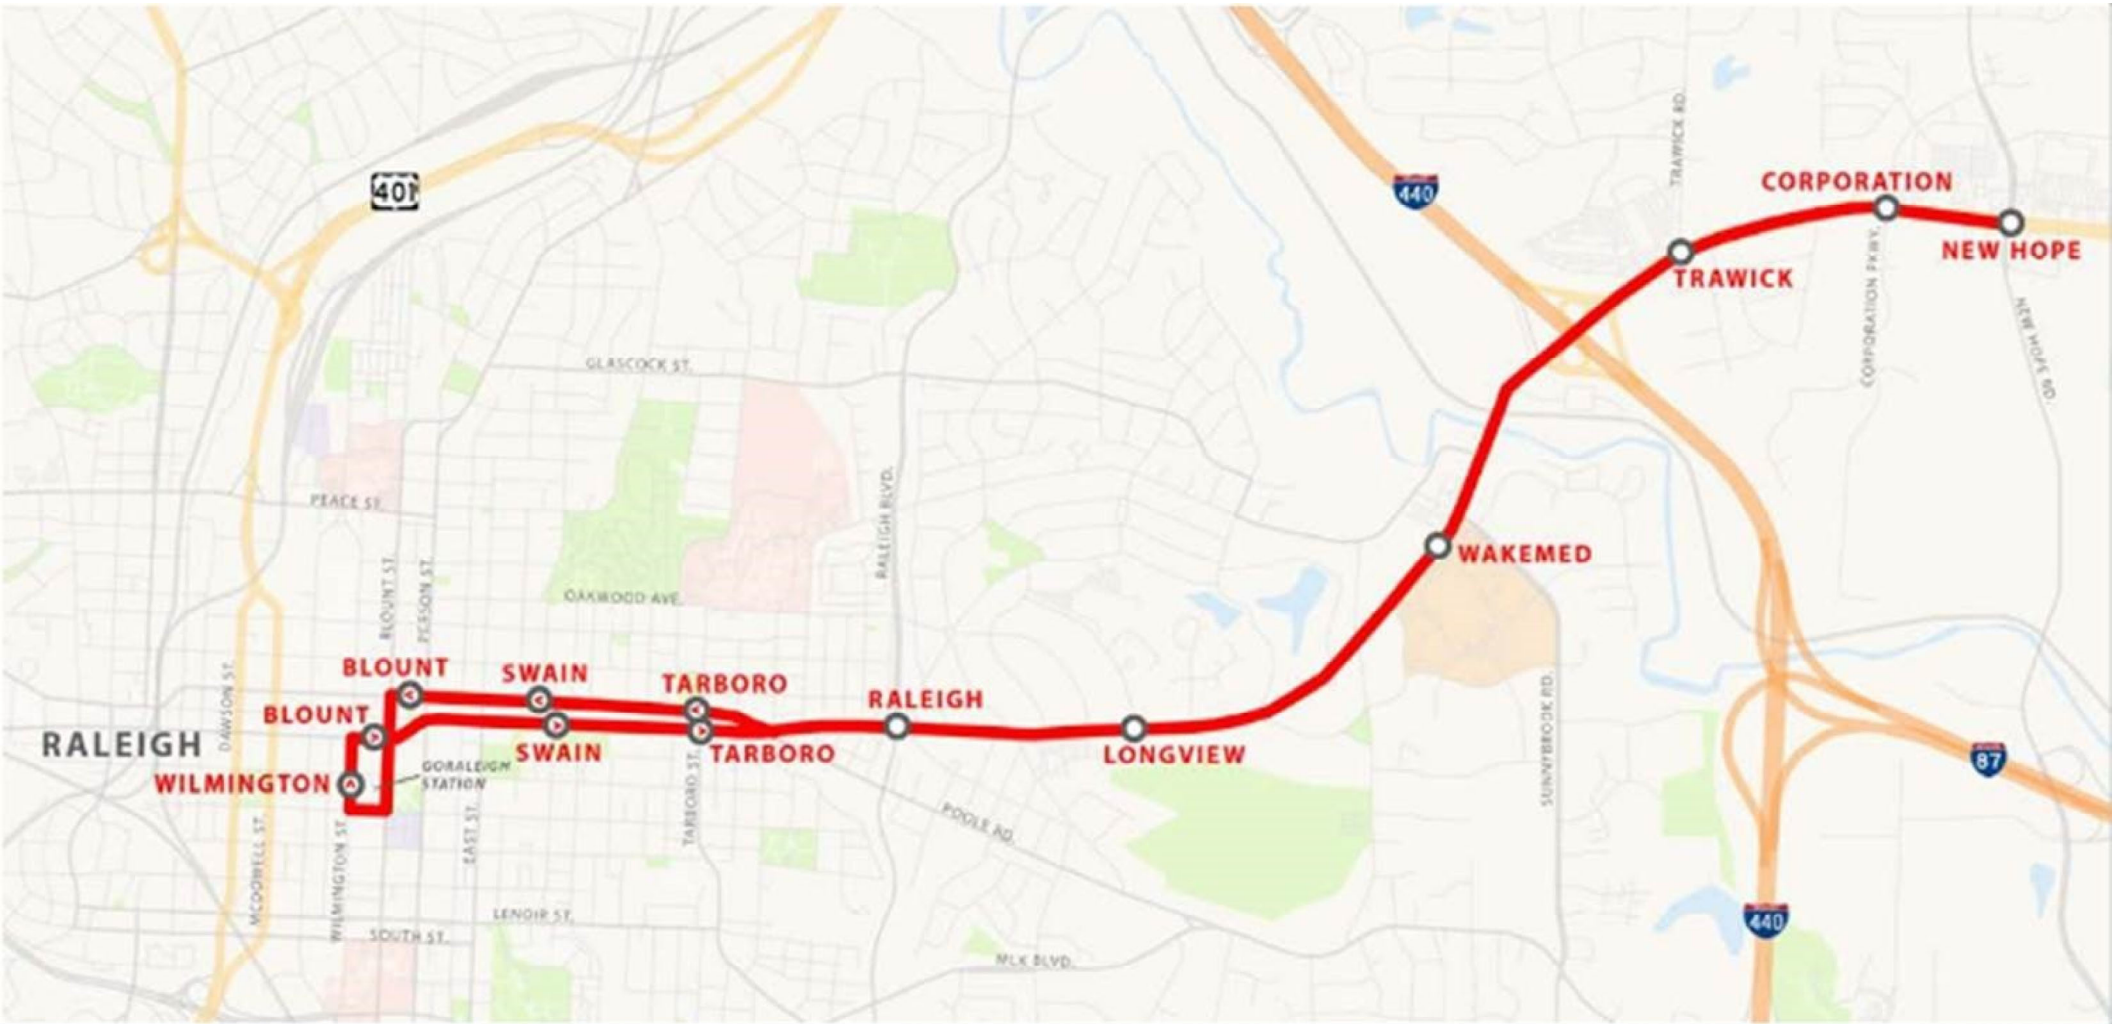 401
440
TRAWICK RD.
CORPORATION
NEW HOPE
TRAWICK
CORPORATION PKWY.
NEW HOPE RD.
GLASCOCK ST.
PEACE ST.
RALEIGH BLVD.
WAKEMED
BLOUNT ST.
PERSON ST.
OAKWOOD AVE.
BLOUNT
SWAIN
TARBORO
RALEIGH
DAWSON ST.
BLOUNT
RALEIGH
SWAIN
TARBORO
LONGVIEW
SUNNYBROOK RD.
WILMINGTON
GORALEIGH
STATION
87
TARBORO ST.
EAST ST.
POOLE RD.
MCDOWELL ST.
WILMINGTON ST.
LENOIR ST.
SOUTH ST.
440
MLK BLVD.